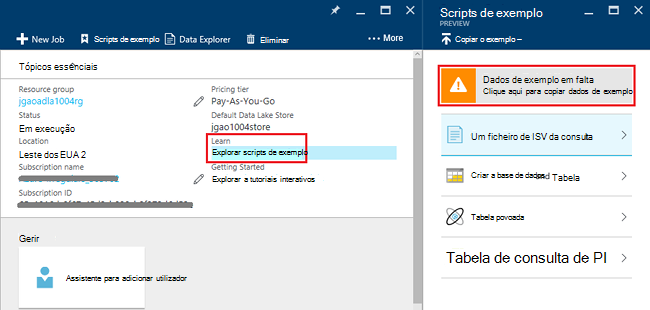 New Job
Scripts de exemplo
Data Explorer
Eliminar
More
Tópicos essenciais
Resource group
jgaoadla1004rg
Status
Em execução
Location
Leste dos EUA 2
Subscription name
Subscription ID
Pricing tier
Pay-As-You-Go
Default Data Lake Store
jgao1004store
Learn
Explorar scripts de exemplo
Getting Started
Explorar a tutoriais interativos
Gerir
Assistente para adicionar utilizador
Scripts de exemplo
PREVIEW
Copiar o exemplo –
Dados de exemplo em falta
Clique aqui para copiar dados de exemplo
Um ficheiro de ISV da consulta
Criar a base de dados and Tabela
Tabela povoada
Tabela de consulta de PI